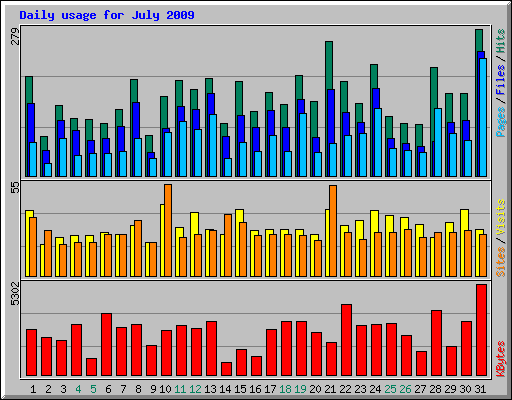 Daily usage for July 2009
279
Pages / Files / Hits
55
Sites / Visits
5302
KBytes
1 2 3 4 5 6 7 8 9 10 11 12 13 14 15 16 17 18 19 20 21 22 23 24 25 26 27 28 29 30 31